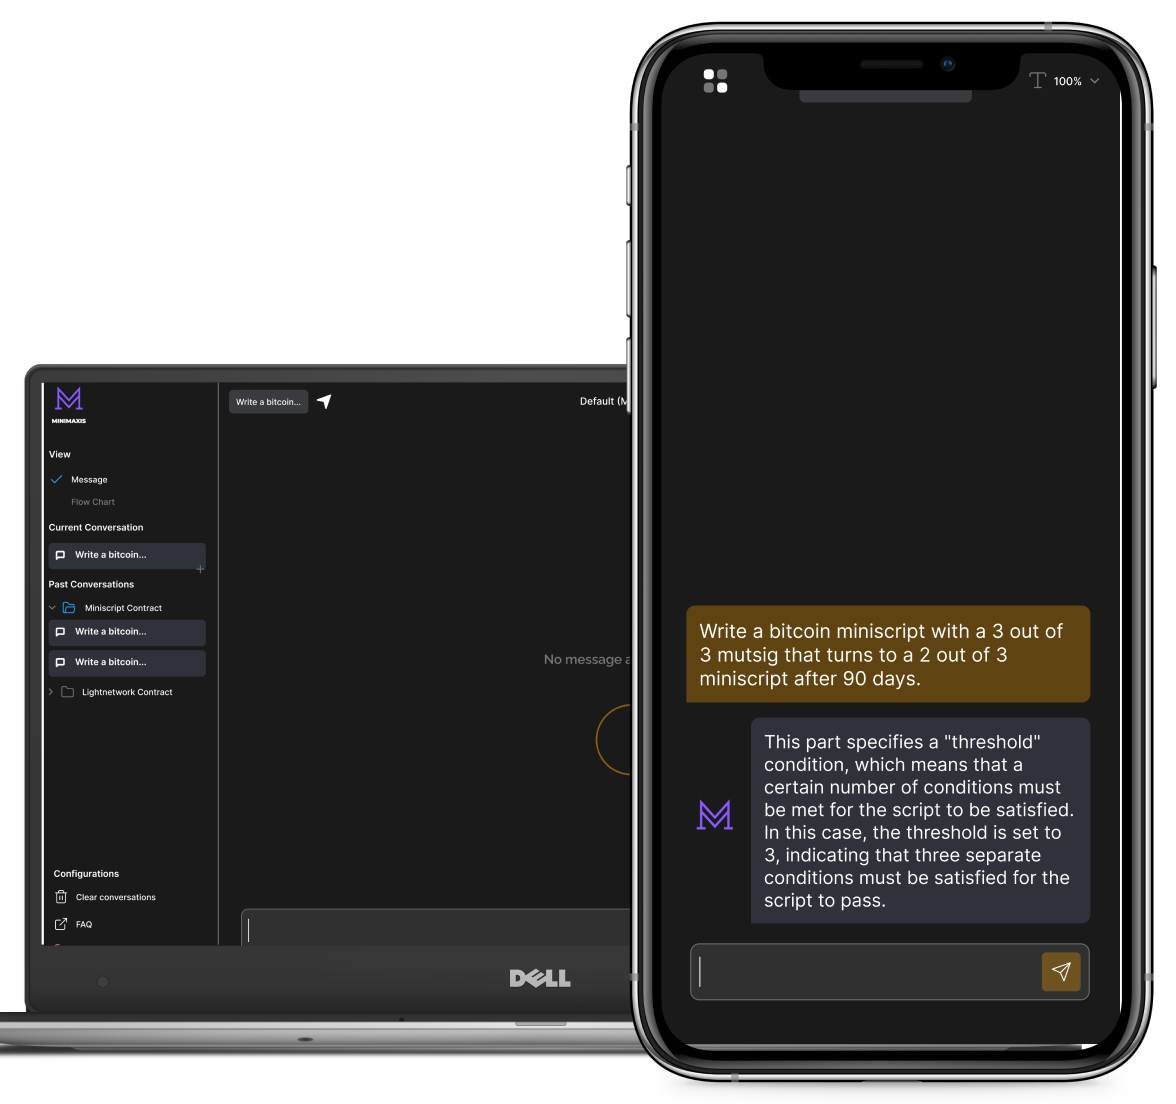 MINIMAXIS
View
Message
Flow Chart
Current Conversation
Write a bitcoin...
Past Conversations
Miniscript Contract
Write a bitcoin...
Write a bitcoin...
Lightnetwork Contract
Configurations
Clear conversations
FAQ
Write a bitcoin...
Default (M
No message a
DELL
100%
Write a bitcoin miniscript with a 3 out of
3 mutsig that turns to a 2 out of 3
miniscript after 90 days.
This part specifies a "threshold"
condition, which means that a
certain number of conditions must
be met for the script to be satisfied.
In this case, the threshold is set to
3, indicating that three separate
conditions must be satisfied for the
script to pass.